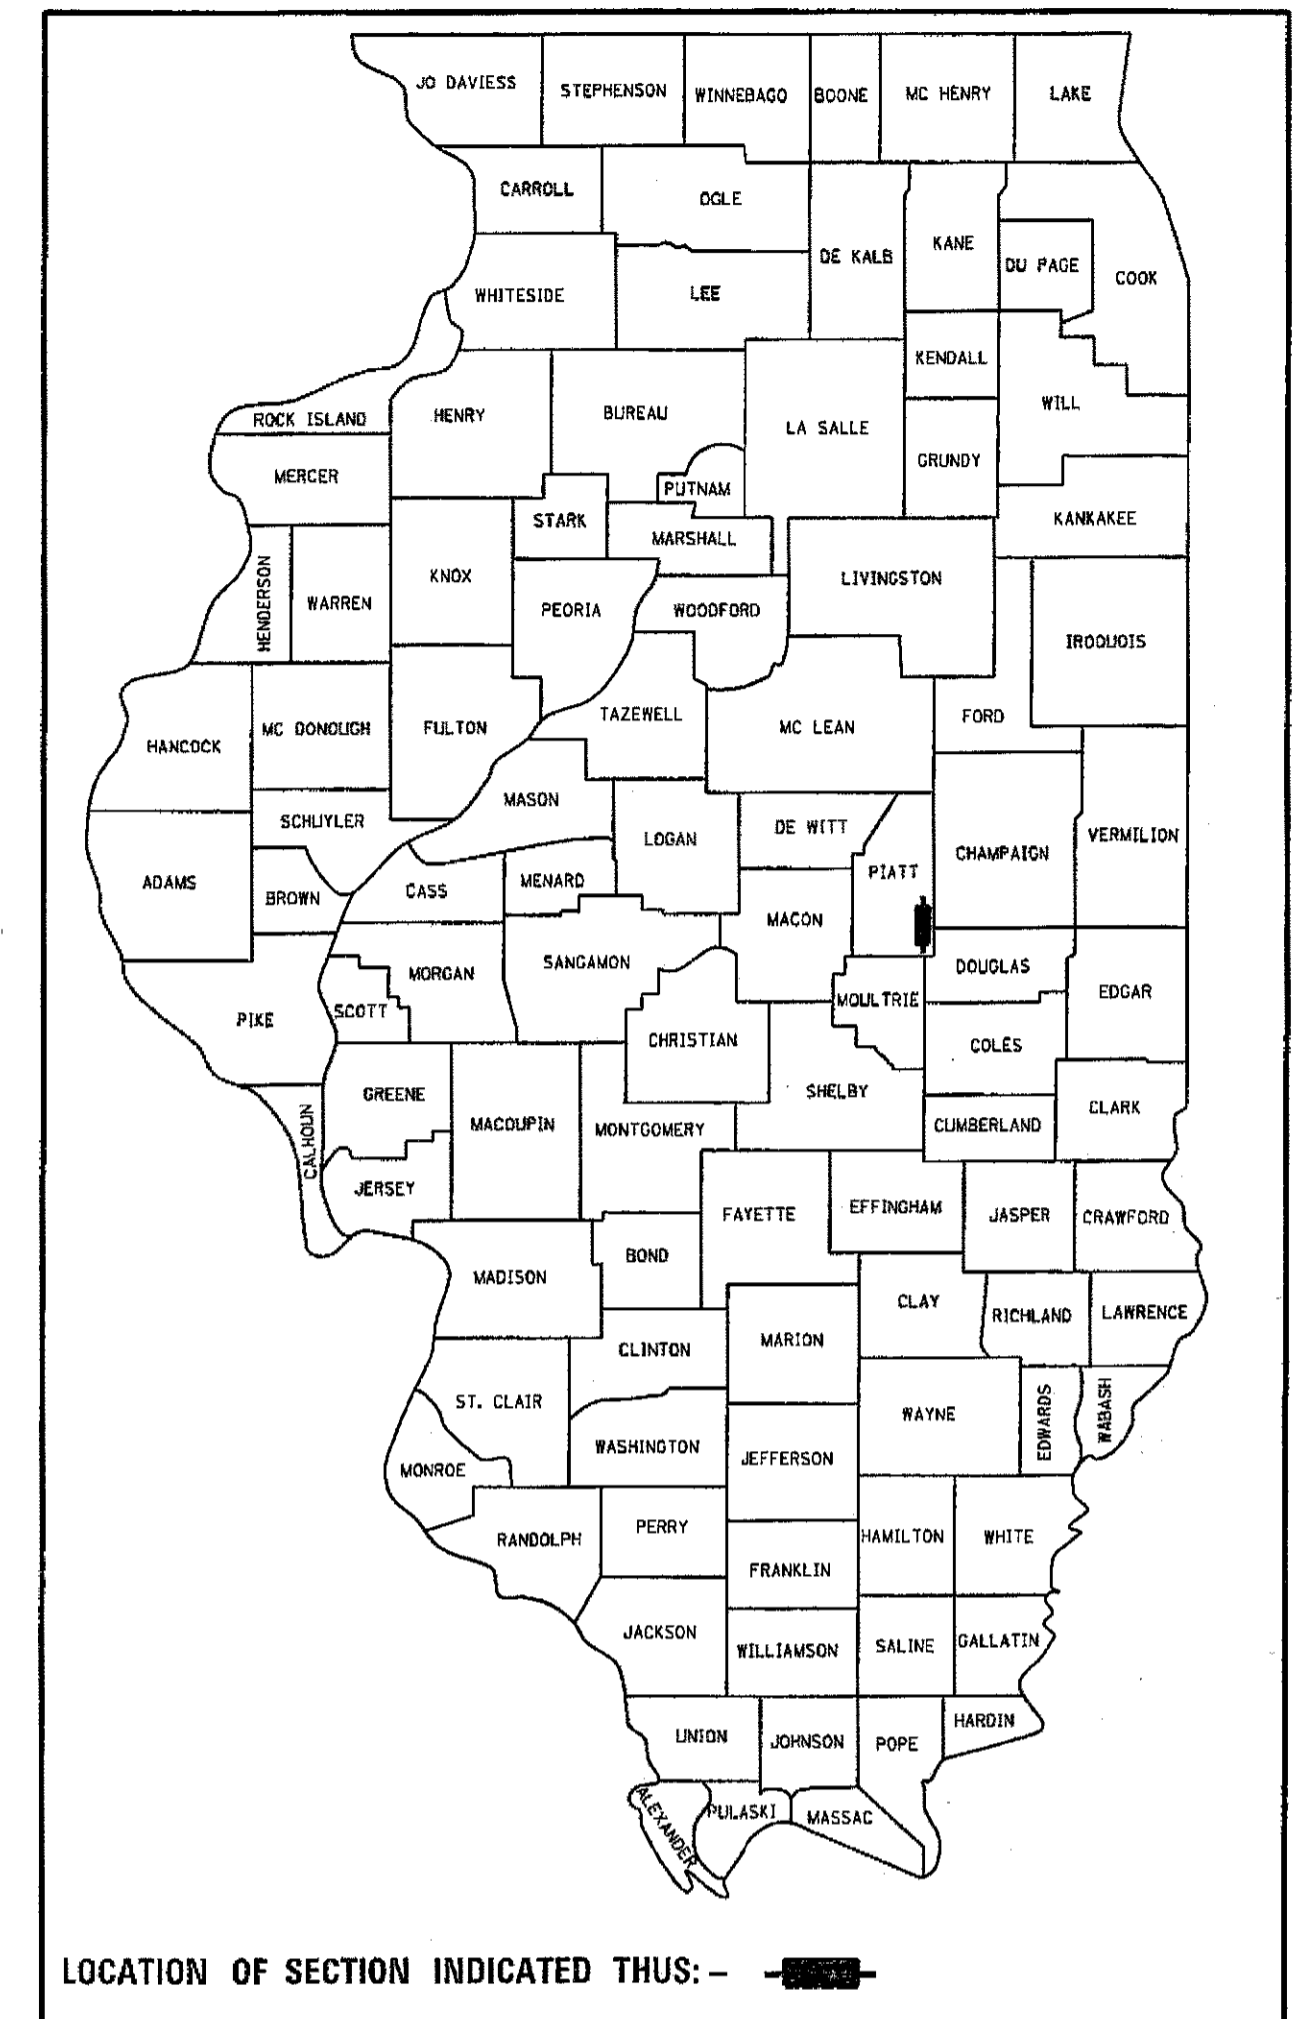 JO DAVIESS
STEPHENSON
WINNEBAGO
BOONE
MC HENRY
LAKE
CARROLL
OGLE
DE KALB
KANE
DU PAGE
COOK
WHITESIDE
LEE
KENDALL
ROCK ISLAND
HENRY
BUREAU
LA SALLE
WILL
GRUNDY
MERCER
PUTNAM
STARK
MARSHALL
KANKAKEE
HENDERSON
WARREN
KNOX
PEORIA
WOODFORD
LIVINGSTON
IROQUOIS
HANCOCK
MC DONOUGH
FULTON
TAZEWELL
MC LEAN
FORD
MASON
SCHUYLER
LOGAN
DE WITT
PIATT
CHAMPAIGN
VERMILION
ADAMS
BROWN
CASS
MENARD
MACON
SANGAMON
MORGAN
DOUGLAS
EDGAR
PIKE
SCOTT
CHRISTIAN
MOULTRIE
COLES
GREENE
MACOUPIN
MONTGOMERY
SHELBY
CUMBERLAND
CLARK
CALHOUN
JERSEY
FAYETTE
EFFINGHAM
JASPER
CRAWFORD
MADISON
BOND
CLAY
RICHLAND
LAWRENCE
CLINTON
MARION
ST. CLAIR
WASHINGTON
JEFFERSON
WAYNE
EDWARDS
WABASH
MONROE
RANDOLPH
PERRY
FRANKLIN
HAMILTON
WHITE
JACKSON
WILLIAMSON
SALINE
GALLATIN
UNION
JOHNSON
POPE
HARDIN
ALEXANDER
PULASKI
MASSAC
LOCATION OF SECTION INDICATED THUS: –